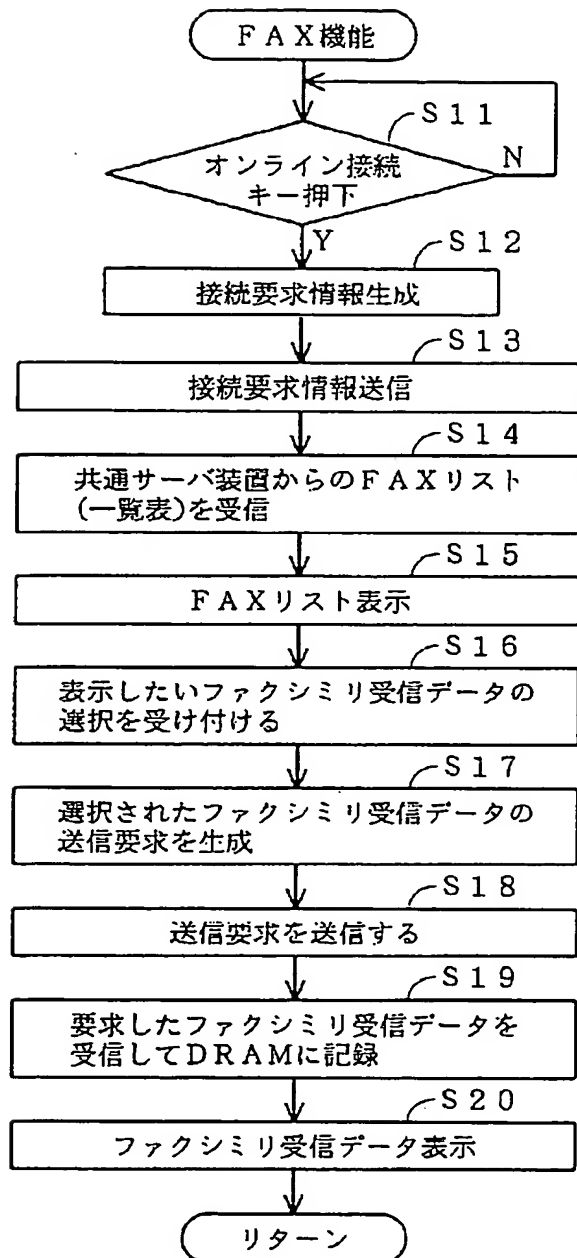 ＦＡＸ機能
Ｓ１１
オンライン接続
キー押下
Ｎ
Ｙ
Ｓ１２
接続要求情報生成
Ｓ１３
接続要求情報送信
Ｓ１４
共通サーバ装置からのＦＡＸリスト
(一覧表)を受信
Ｓ１５
ＦＡＸリスト表示
Ｓ１６
表示したいファクシミリ受信データの
選択を受け付ける
Ｓ１７
選択されたファクシミリ受信データの
送信要求を生成
Ｓ１８
送信要求を送信する
Ｓ１９
要求したファクシミリ受信データを
受信してＤＲＡＭに記録
Ｓ２０
ファクシミリ受信データ表示
リターン